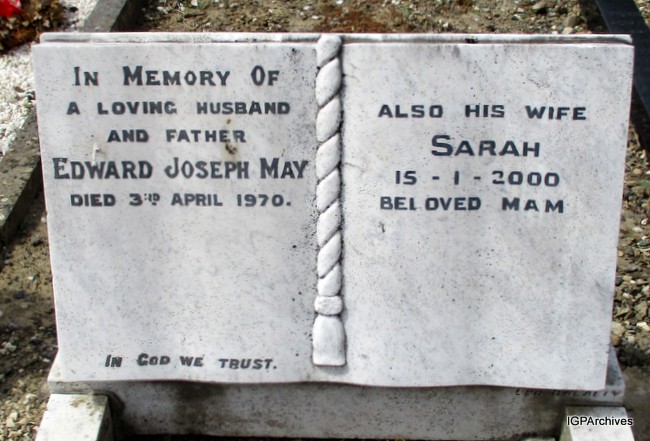 In Memory Of
A LOVING HUSBAND
AND FATHER
EDWARD JOSEPH MAY
DIED 3RD APRIL 1970.
IN GOD WE TRUST.
ALSO HIS WIFE
SARAH
15 - 1 - 2000
BELOVED MAM
IGPArchives